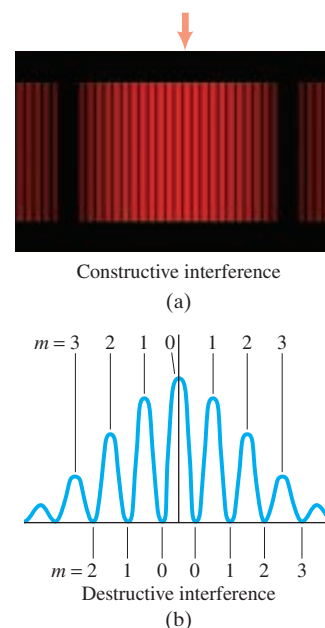 Constructive interference
(a)
m = 3 2 1 0 1 2 3
m = 2 1 0 0 1 2 3
Destructive interference
(b)